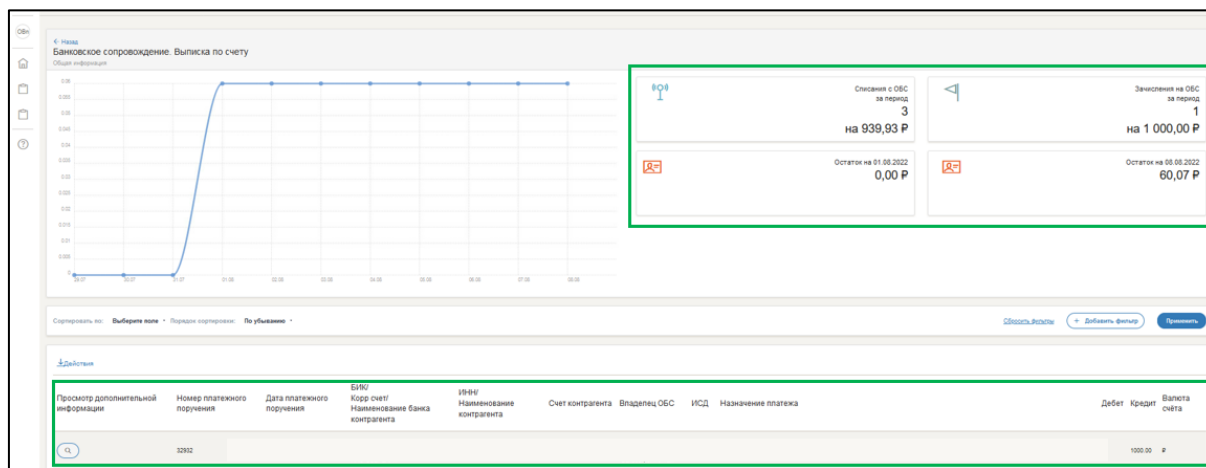 ОВН
← Назад
Банковское сопровождение. Выписка по счету
Общая информация
0.06
0.055
0.05
0.045
0.04
0.035
0.03
0.025
0.02
0.015
0.01
0.005
0
29.07 30.07 31.07 01.08 02.08 03.08 04.08 05.08 06.08 07.08 08.08
Списания с ОБС
за период
3
на 939,93 ₽
Зачисления на ОБС
за период
1
на 1 000,00 ₽
Остаток на 01.08.2022
0,00 ₽
Остаток на 08.08.2022
60,07 ₽
Сортировать по: Выберите поле Порядок сортировки: По убыванию
Сбросить фильтры + Добавить фильтр Применить
Действия
Просмотр дополнительной
информации
Номер платежного
поручения
Дата платежного
поручения
БИК/
Корр счет/
Наименование банка
контрагента
ИНН/
Наименование
контрагента
Счет контрагента
Владелец ОБС
ИСД
Назначение платежа
Дебет
Кредит
Валюта
счёта
32932 1000.00 ₽